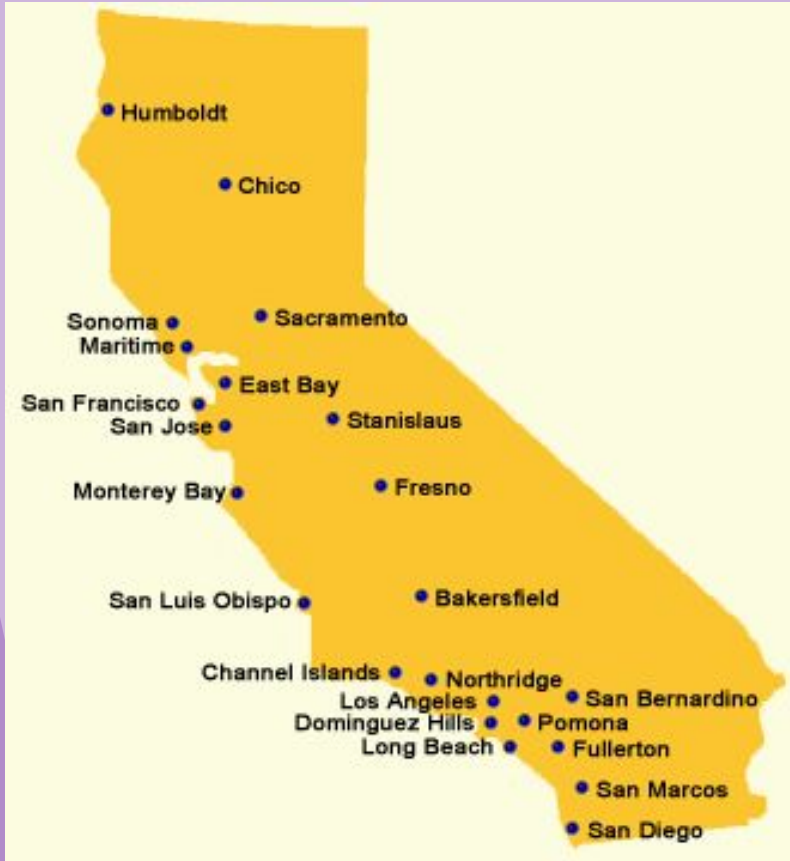 Humboldt
Chico
Sonoma
Sacramento
Maritime
East Bay
San Francisco
San Jose
Stanislaus
Monterey Bay
Fresno
San Luis Obispo
Bakersfield
Channel Islands
Northridge
Los Angeles
San Bernardino
Dominguez Hills
Pomona
Long Beach
Fullerton
San Marcos
San Diego